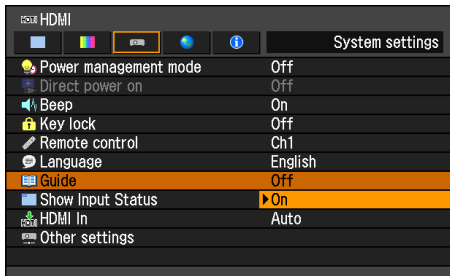 HDMI HDMI
i System settings
Power management mode Off
Direct power on Off
Beep On
Key lock Off
Remote control Ch1
Language English
Guide Off
Show Input Status On
HDMI In Auto
Other settings